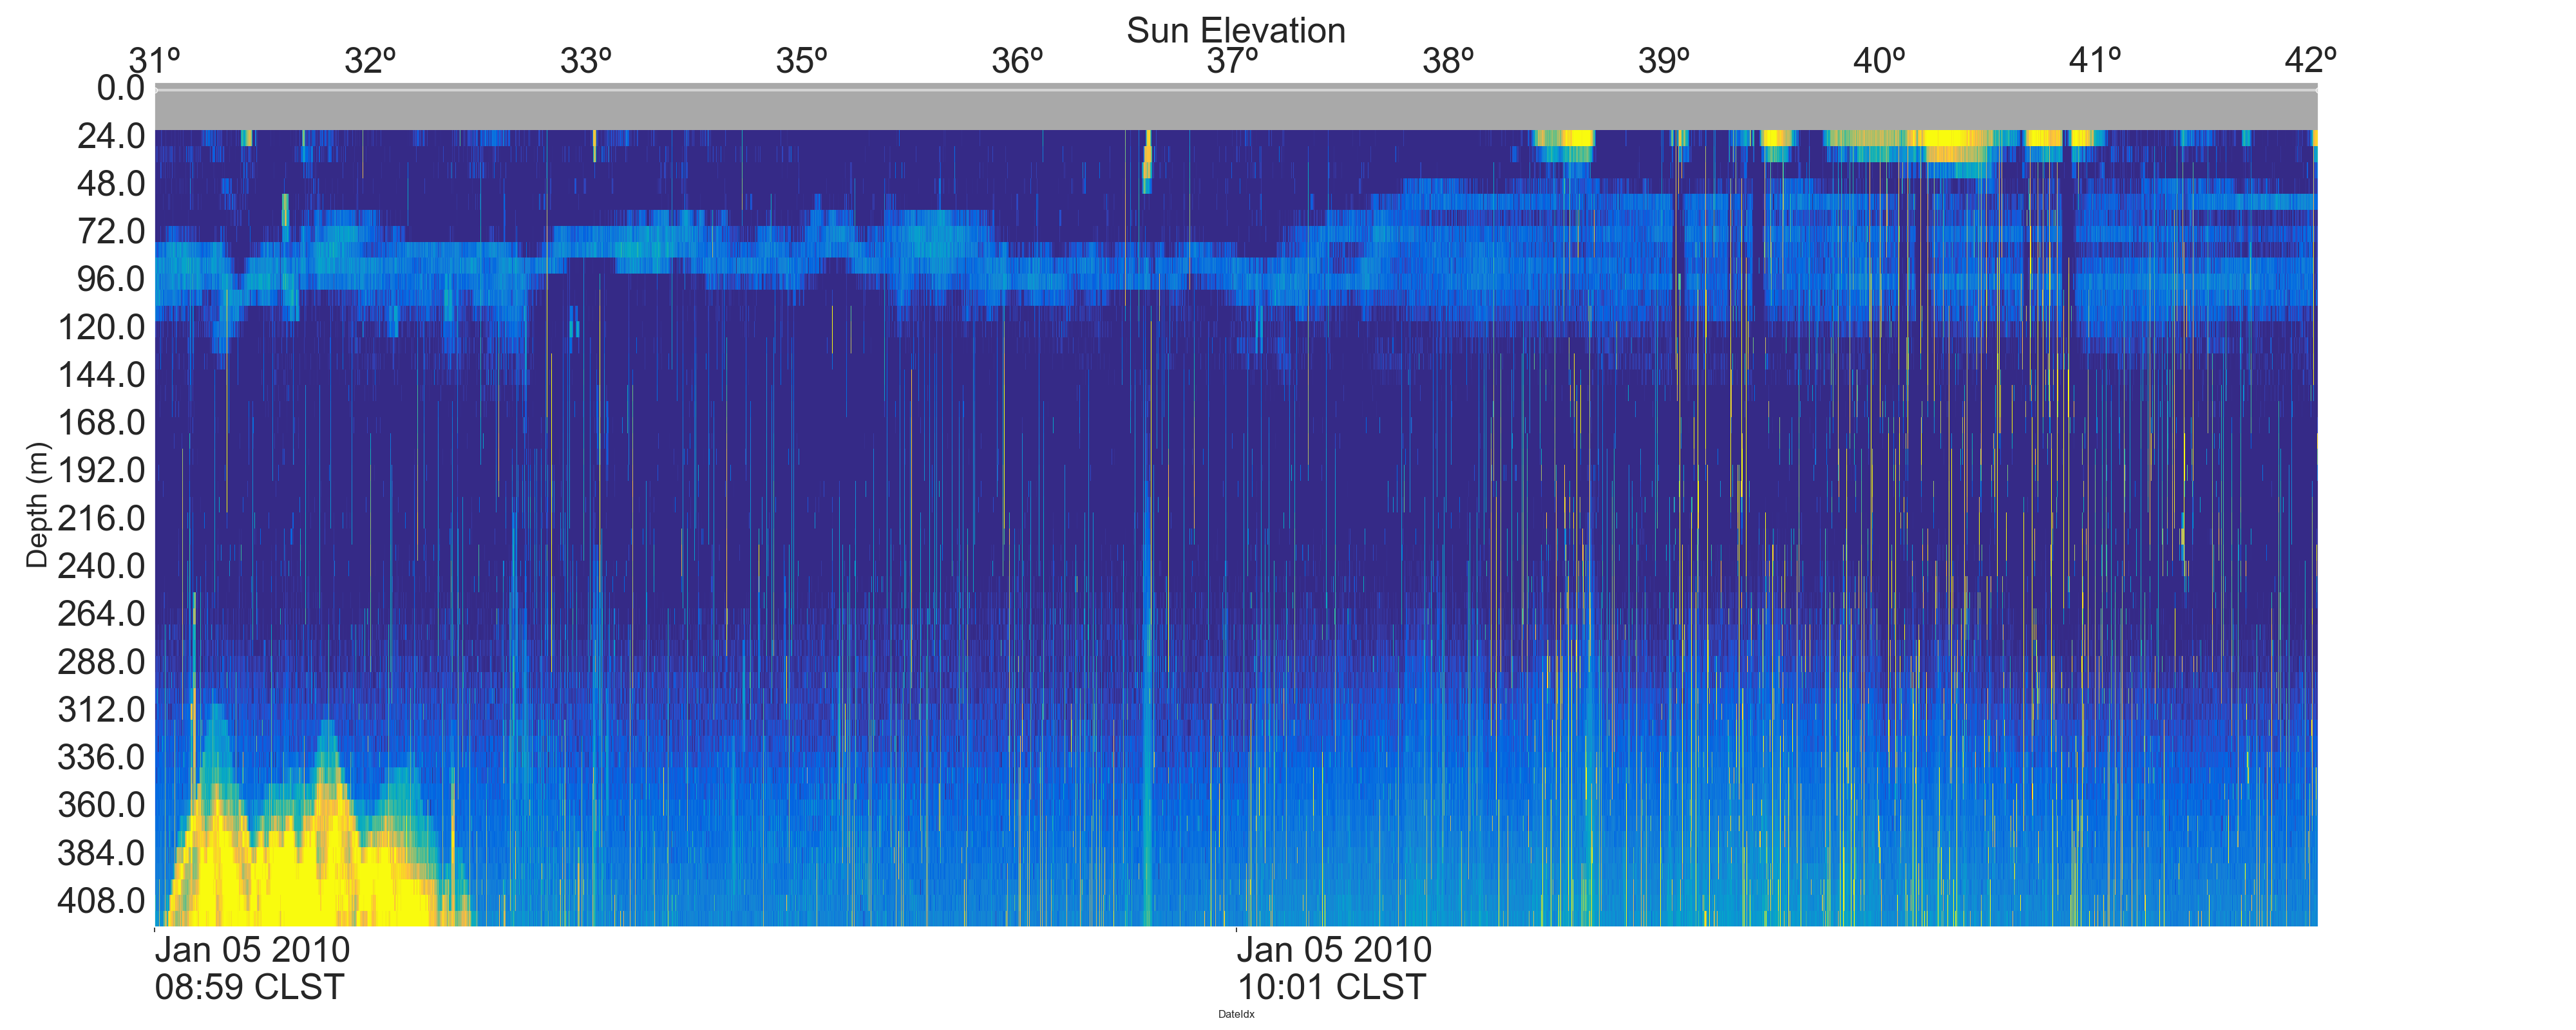 Sun Elevation
31º 32º 33º 35º 36º 37º 38º 39º 40º 41º 42º
0.0
24.0
48.0
72.0
96.0
120.0
144.0
168.0
192.0
216.0
240.0
264.0
288.0
312.0
336.0
360.0
384.0
408.0
Depth (m)
Jan 05 2010
08:59 CLST
Jan 05 2010
10:01 CLST
DateIdx